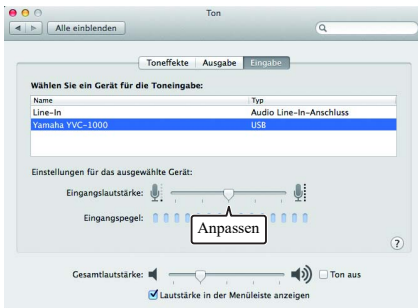 Ton
Alle einblenden
Toneffekte Ausgabe Eingabe
Wählen Sie ein Gerät für die Toneingabe:
Name Typ
Line-In Audio Line-In-Anschluss
Yamaha YVC-1000 USB
Einstellungen für das ausgewählte Gerät:
Eingangslautstärke:
Eingangspegel:
Anpassen
?
Gesamtlautstärke: Ton aus
Lautstärke in der Menüleiste anzeigen